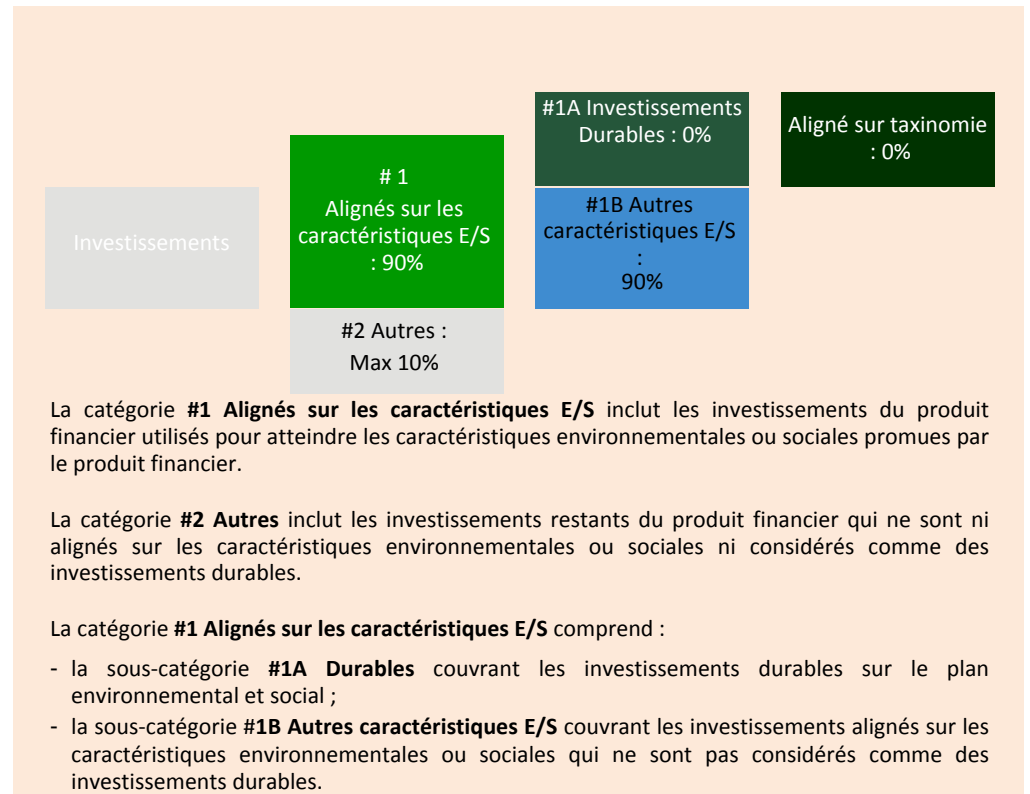 Investissements
# 1
Alignés sur les
caractéristiques E/S
: 90%
#2 Autres :
Max 10%
#1A Investissements
Durables : 0%
#1B Autres
caractéristiques E/S
:
90%
Aligné sur taxinomie
: 0%
La catégorie #1 Alignés sur les caractéristiques E/S inclut les investissements du produit
financier utilisés pour atteindre les caractéristiques environnementales ou sociales promues par
le produit financier.
La catégorie #2 Autres inclut les investissements restants du produit financier qui ne sont ni
alignés sur les caractéristiques environnementales ou sociales ni considérés comme des
investissements durables.
La catégorie #1 Alignés sur les caractéristiques E/S comprend :
- la sous-catégorie #1A Durables couvrant les investissements durables sur le plan
environnemental et social ;
- la sous-catégorie #1B Autres caractéristiques E/S couvrant les investissements alignés sur les
caractéristiques environnementales ou sociales qui ne sont pas considérés comme des
investissements durables.